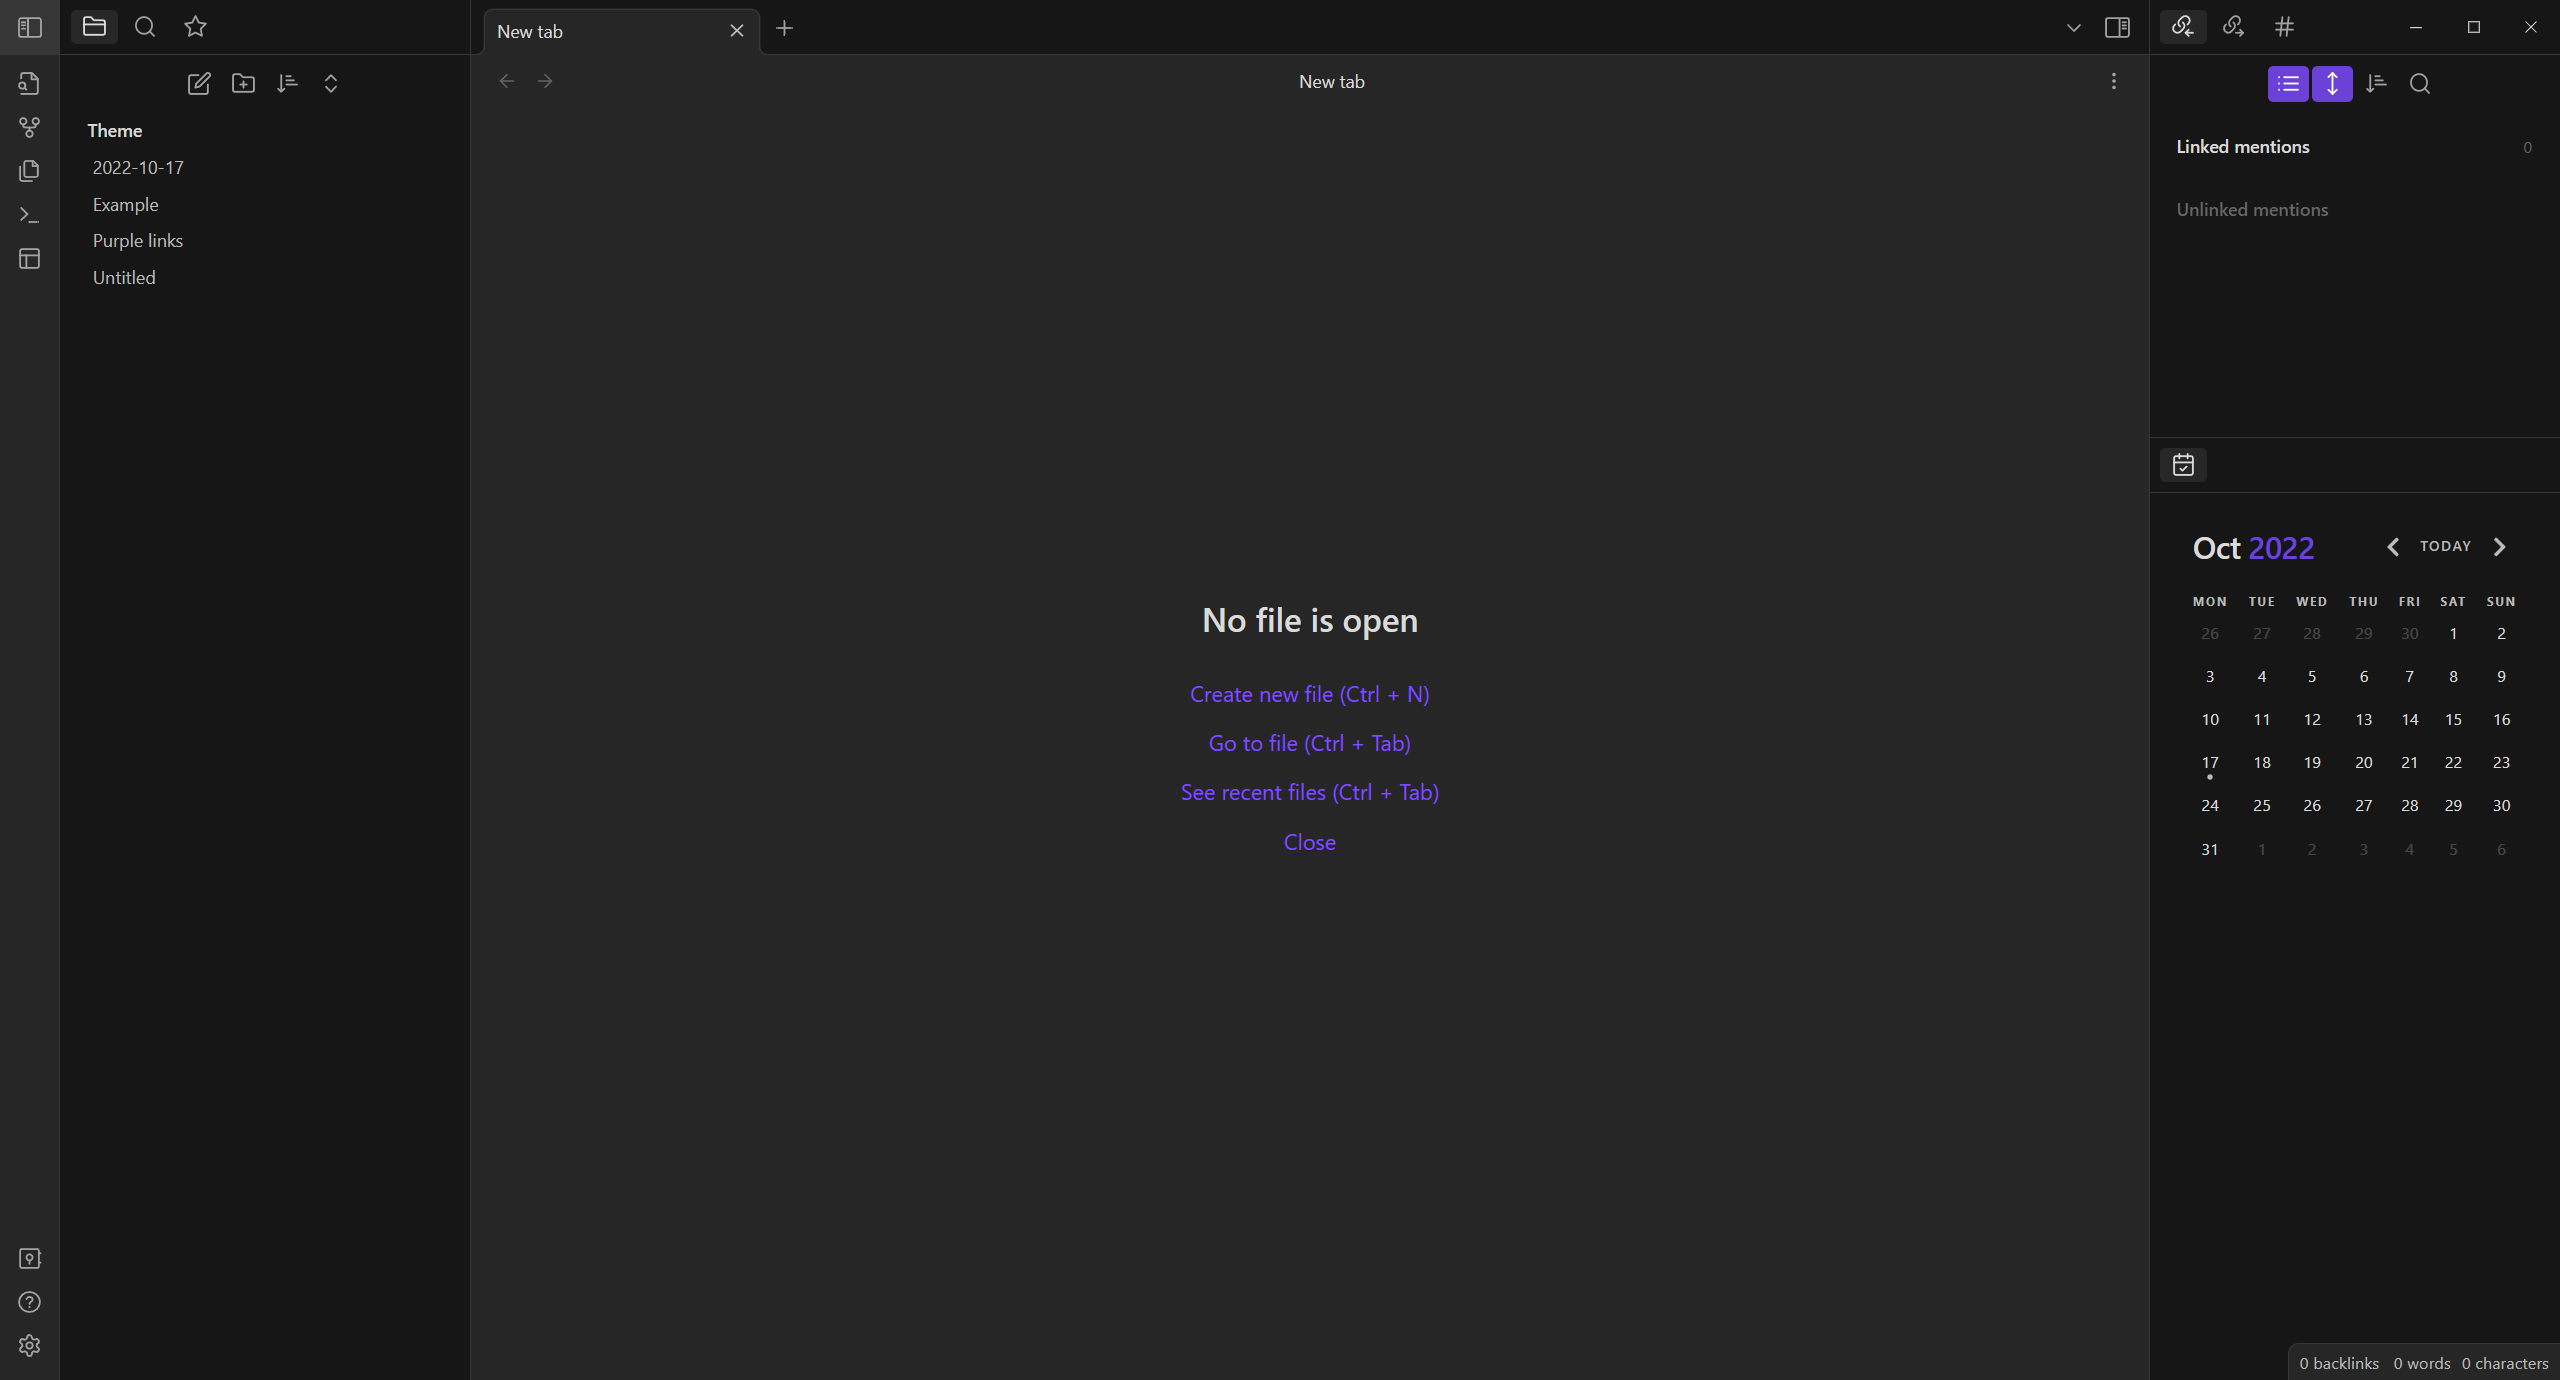 New tab
New tab
Theme
2022-10-17
Example
Purple links
Untitled
No file is open
Create new file (Ctrl + N)
Go to file (Ctrl + Tab)
See recent files (Ctrl + Tab)
Close
Linked mentions 0
Unlinked mentions
Oct 2022 TODAY
MON TUE WED THU FRI SAT SUN
26 27 28 29 30 1 2
3 4 5 6 7 8 9
10 11 12 13 14 15 16
17 18 19 20 21 22 23
24 25 26 27 28 29 30
31 1 2 3 4 5 6
0 backlinks 0 words 0 characters